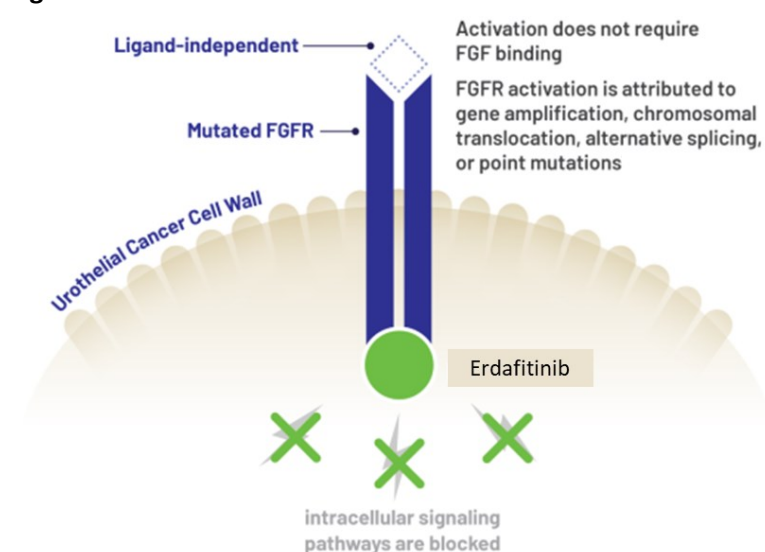 Ligand-independent
Activation does not require
FGF binding
FGFR activation is attributed to
gene amplification, chromosomal
translocation, alternative splicing,
or point mutations
Mutated FGFR
Urothelial Cancer Cell Wall
Erdafitinib
intracellular signaling
pathways are blocked